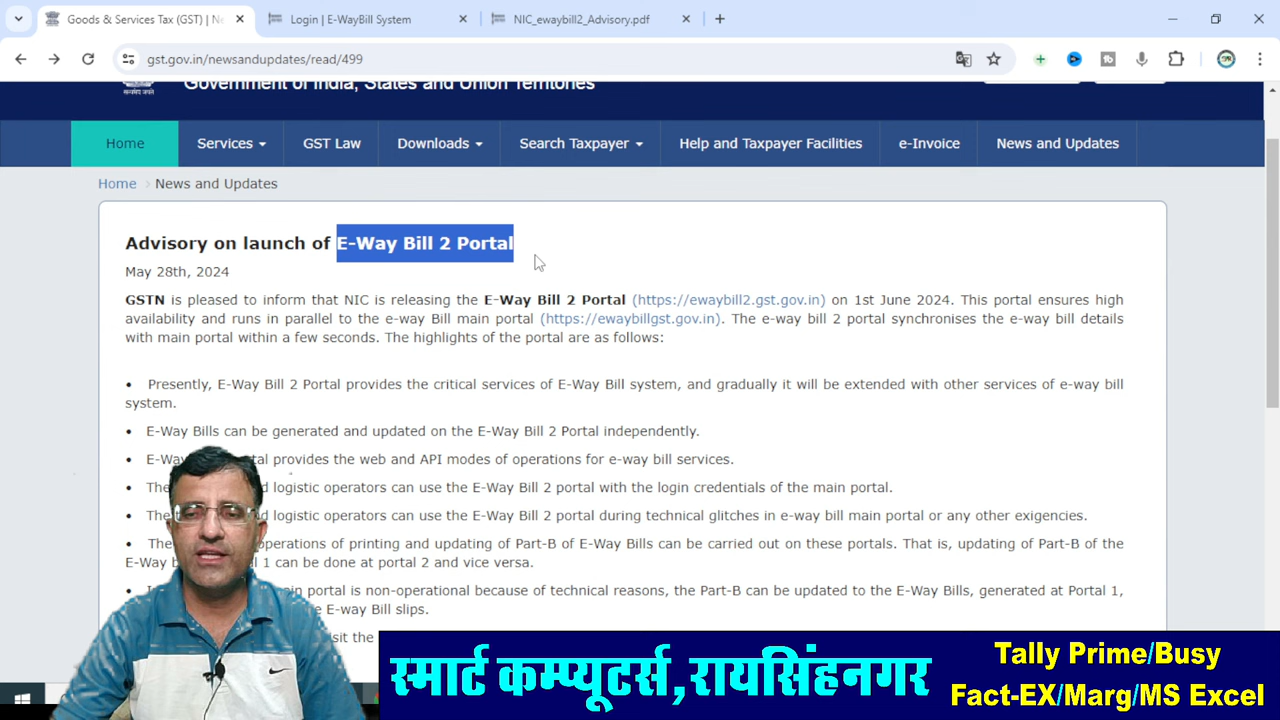 Goods & Services Tax (GST) | Ne
Login | E-WayBill System
NIC_ewaybill2_Advisory.pdf
gst.gov.in/newsandupdates/read/499
सत्यमेव जयते
Government of India, States and Union Territories
Home
Services
GST Law
Downloads
Search Taxpayer
Help and Taxpayer Facilities
e-Invoice
News and Updates
Home
News and Updates
Advisory on launch of E-Way Bill 2 Portal
May 28th, 2024
GSTN is pleased to inform that NIC is releasing the E-Way Bill 2 Portal (https://ewaybill2.gst.gov.in) on 1st June 2024. This portal ensures high
availability and runs in parallel to the e-way Bill main portal (https://ewaybillgst.gov.in). The e-way bill 2 portal synchronises the e-way bill details
with main portal within a few seconds. The highlights of the portal are as follows:
• Presently, E-Way Bill 2 Portal provides the critical services of E-Way Bill system, and gradually it will be extended with other services of e-way bill
system.
• E-Way Bills can be generated and updated on the E-Way Bill 2 Portal independently.
• E-Way tal provides the web and API modes of operations for e-way bill services.
• The d logistic operators can use the E-Way Bill 2 portal with the login credentials of the main portal.
• The t d logistic operators can use the E-Way Bill 2 portal during technical glitches in e-way bill main portal or any other exigencies.
• The operations of printing and updating of Part-B of E-Way Bills can be carried out on these portals. That is, updating of Part-B of the
E-Way b 1 can be done at portal 2 and vice versa.
• in portal is non-operational because of technical reasons, the Part-B can be updated to the E-Way Bills, generated at Portal 1,
e E-way Bill slips.
isit the
स्मार्ट कम्प्यूटर्स,रायसिंहनगर
Tally Prime/Busy
Fact-EX/Marg/MS Excel